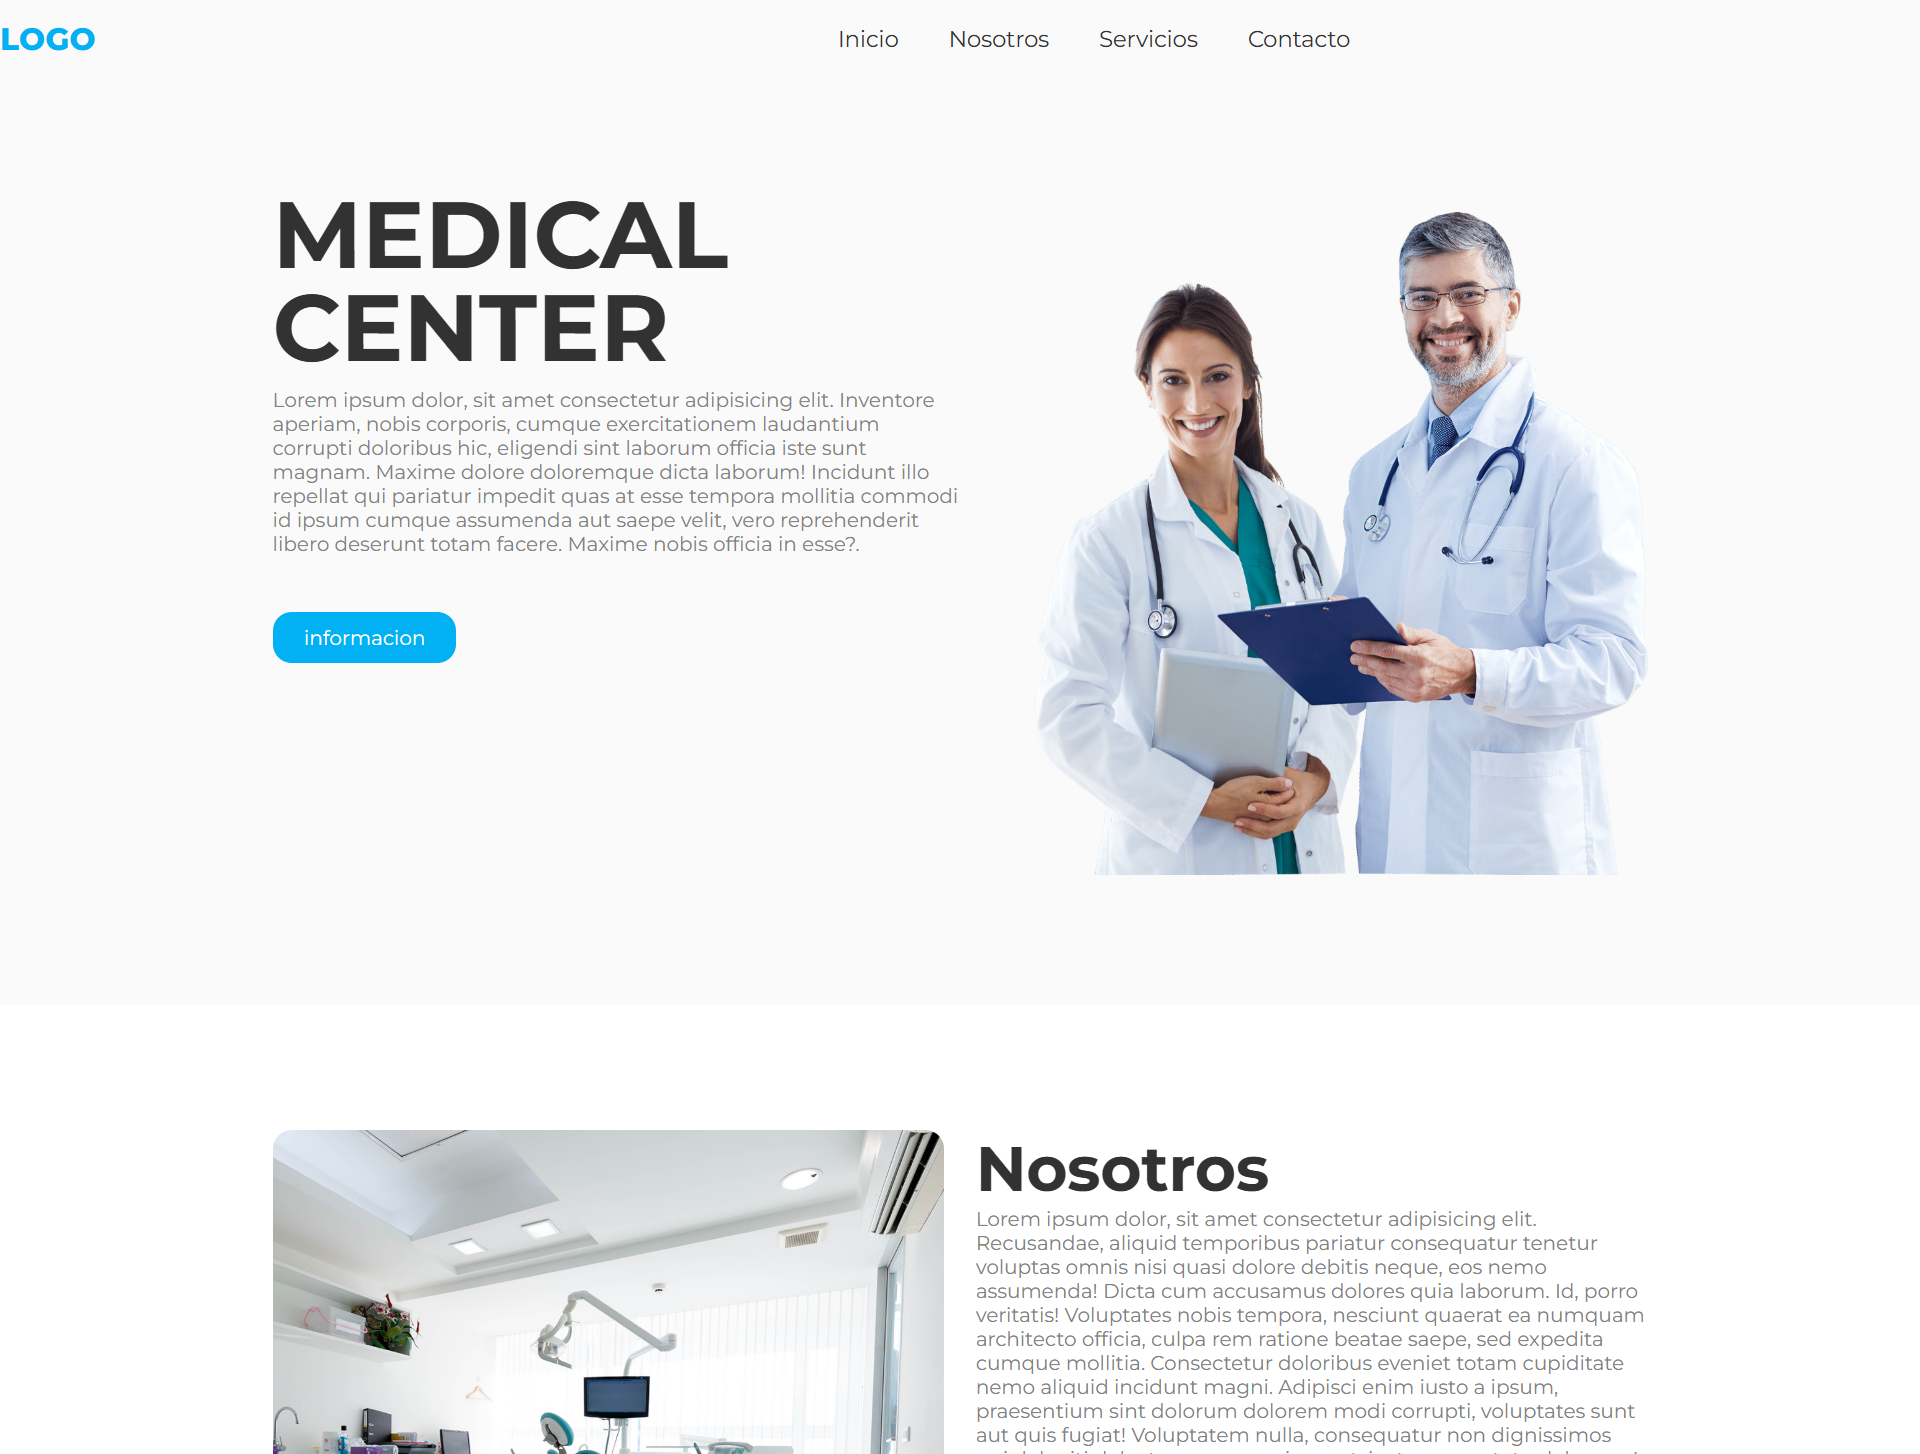 LOGO
Inicio Nosotros Servicios Contacto
MEDICAL
CENTER
Lorem ipsum dolor, sit amet consectetur adipisicing elit. Inventore
aperiam, nobis corporis, cumque exercitationem laudantium
corrupti doloribus hic, eligendi sint laborum officia iste sunt
magnam. Maxime dolore doloremque dicta laborum! Incidunt illo
repellat qui pariatur impedit quas at esse tempora mollitia commodi
id ipsum cumque assumenda aut saepe velit, vero reprehenderit
libero deserunt totam facere. Maxime nobis officia in esse?.
informacion
Nosotros
Lorem ipsum dolor, sit amet consectetur adipisicing elit.
Recusandae, aliquid temporibus pariatur consequatur tenetur
voluptas omnis nisi quasi dolore debitis neque, eos nemo
assumenda! Dicta cum accusamus dolores quia laborum. Id, porro
veritatis! Voluptates nobis tempora, nesciunt quaerat ea numquam
architecto officia, culpa rem ratione beatae saepe, sed expedita
cumque mollitia. Consectetur doloribus eveniet totam cupiditate
nemo aliquid incidunt magni. Adipisci enim iusto a ipsum,
praesentium sint dolorum dolorem modi corrupti, voluptates sunt
aut quis fugiat! Voluptatem nulla, consequatur non dignissimos